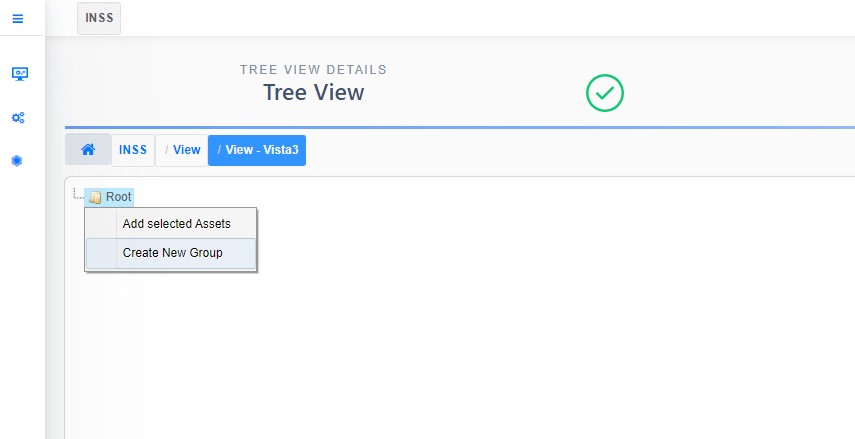 INSS
TREE VIEW DETAILS
Tree View
INSS / View / View - Vista3
Root
Add selected Assets
Create New Group